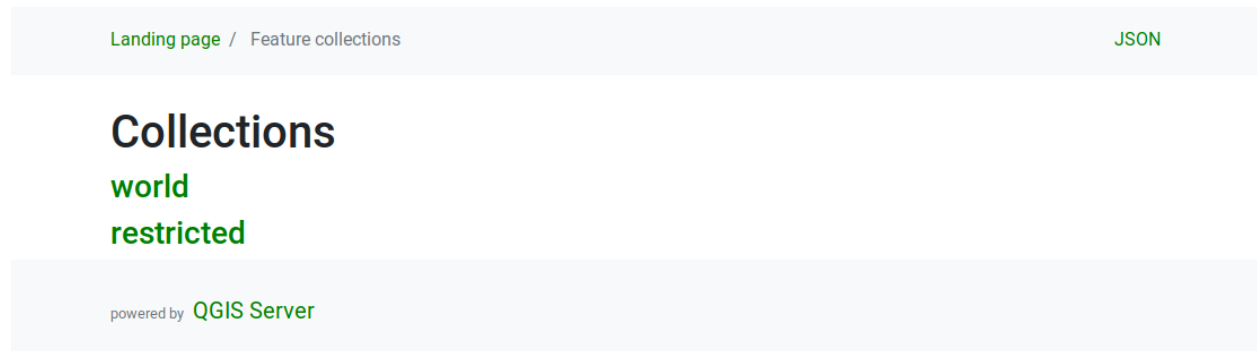 Landing page / Feature collections JSON
Collections
world
restricted
powered by QGIS Server